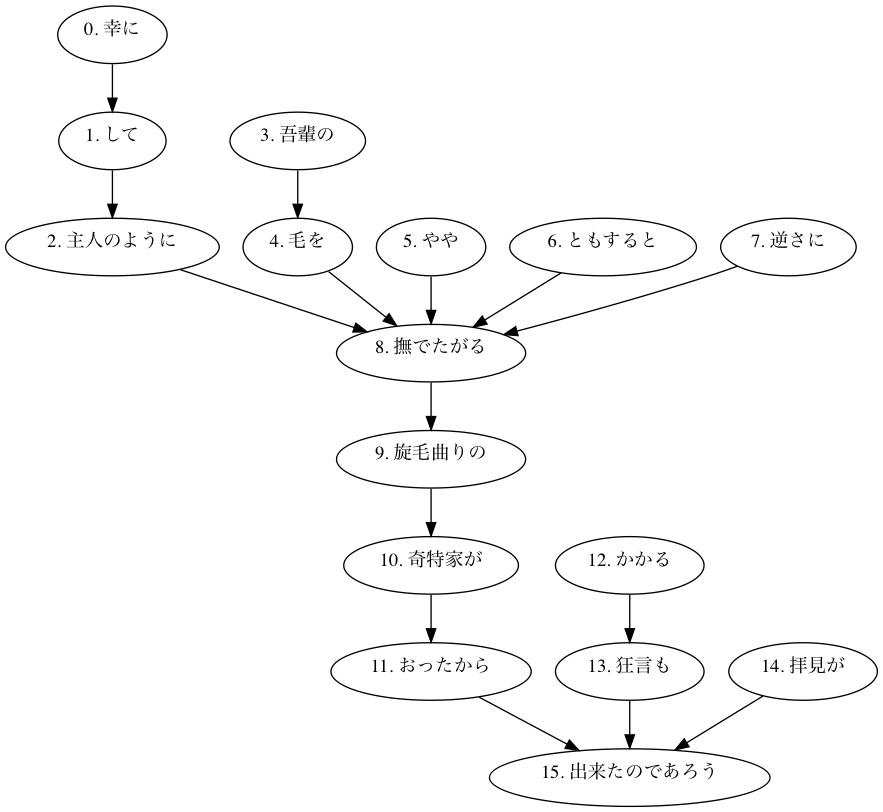 0. 幸に
1. して
3. 吾輩の
2. 主人のように
4. 毛を
5. やや
6. ともすると
7. 逆さに
8. 撫でたがる
9. 旋毛曲りの
10. 奇特家が
12. かかる
11. おったから
13. 狂言も
14. 拝見が
15. 出来たのであろう